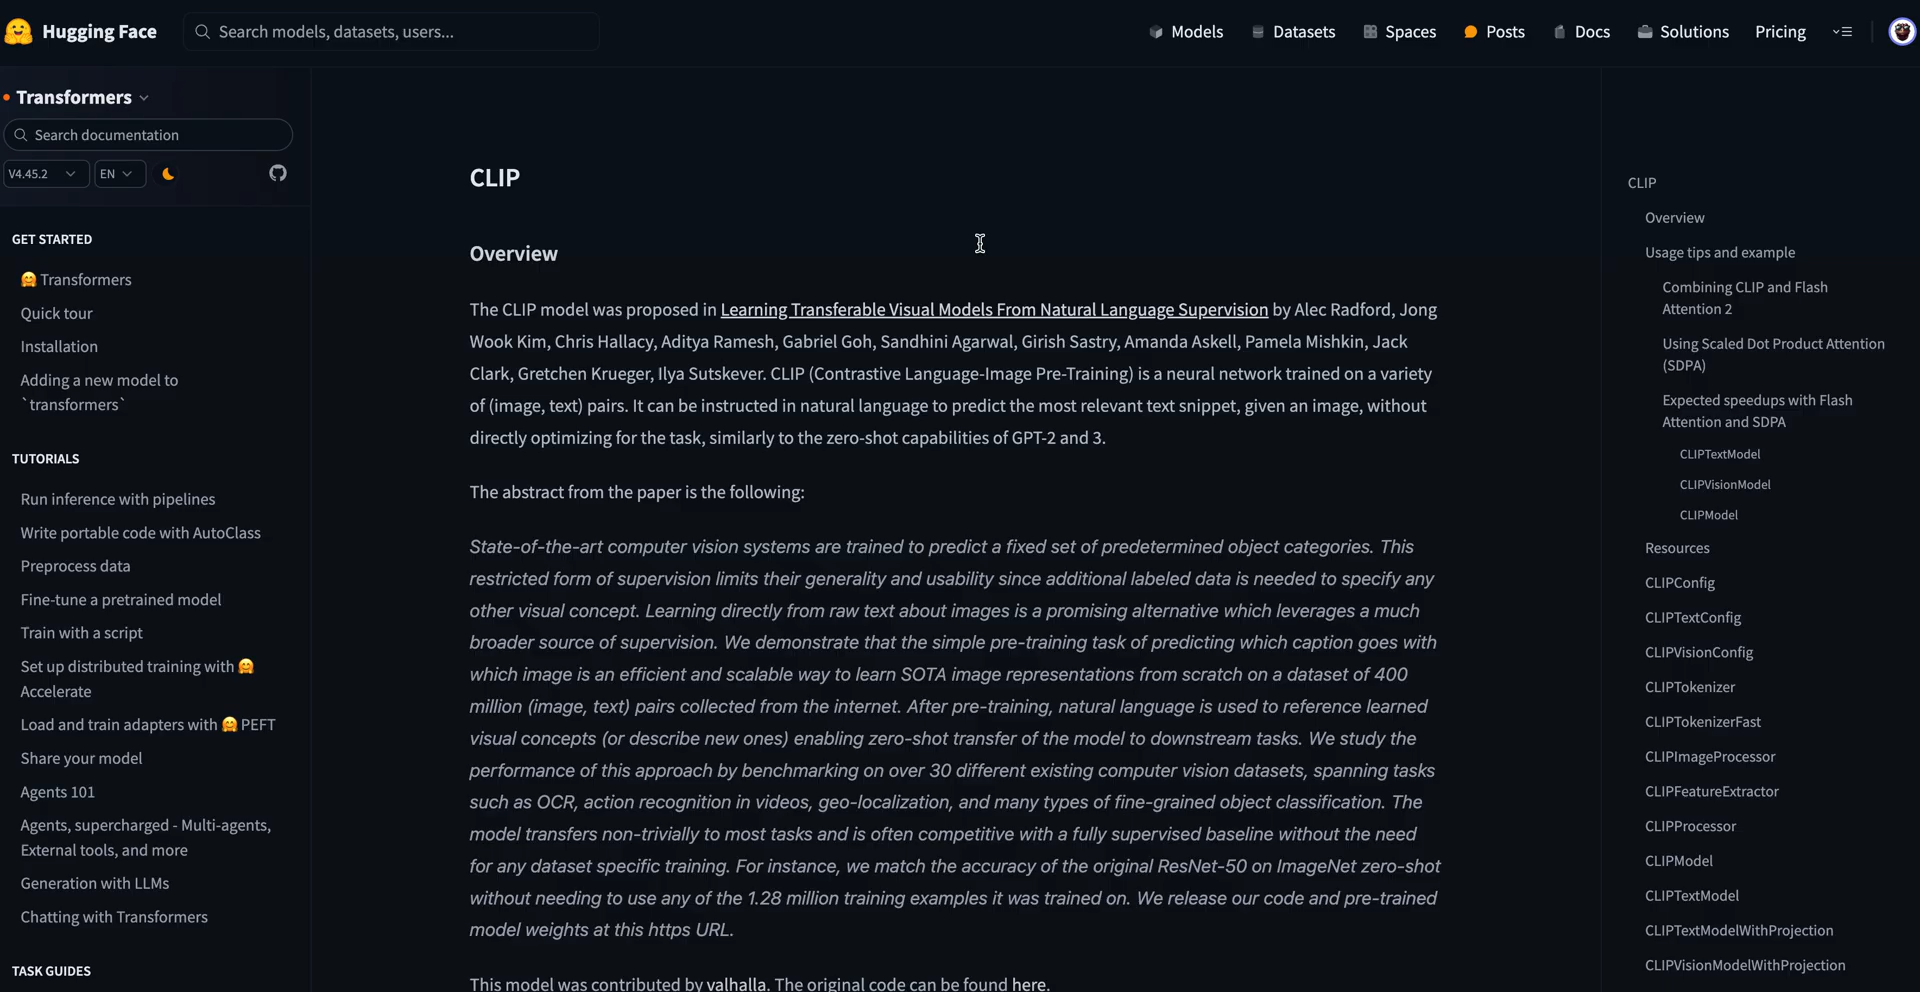 Hugging Face
Search models, datasets, users...
Models
Datasets
Spaces
Posts
Docs
Solutions
Pricing
Transformers
Search documentation
V4.45.2
EN
GET STARTED
🤗 Transformers
Quick tour
Installation
Adding a new model to
`transformers`
TUTORIALS
Run inference with pipelines
Write portable code with AutoClass
Preprocess data
Fine-tune a pretrained model
Train with a script
Set up distributed training with 🤗
Accelerate
Load and train adapters with 🤗 PEFT
Share your model
Agents 101
Agents, supercharged - Multi-agents,
External tools, and more
Generation with LLMs
Chatting with Transformers
TASK GUIDES
CLIP
Overview
The CLIP model was proposed in Learning Transferable Visual Models From Natural Language Supervision by Alec Radford, Jong
Wook Kim, Chris Hallacy, Aditya Ramesh, Gabriel Goh, Sandhini Agarwal, Girish Sastry, Amanda Askell, Pamela Mishkin, Jack
Clark, Gretchen Krueger, Ilya Sutskever. CLIP (Contrastive Language-Image Pre-Training) is a neural network trained on a variety
of (image, text) pairs. It can be instructed in natural language to predict the most relevant text snippet, given an image, without
directly optimizing for the task, similarly to the zero-shot capabilities of GPT-2 and 3.
The abstract from the paper is the following:
State-of-the-art computer vision systems are trained to predict a fixed set of predetermined object categories. This
restricted form of supervision limits their generality and usability since additional labeled data is needed to specify any
other visual concept. Learning directly from raw text about images is a promising alternative which leverages a much
broader source of supervision. We demonstrate that the simple pre-training task of predicting which caption goes with
which image is an efficient and scalable way to learn SOTA image representations from scratch on a dataset of 400
million (image, text) pairs collected from the internet. After pre-training, natural language is used to reference learned
visual concepts (or describe new ones) enabling zero-shot transfer of the model to downstream tasks. We study the
performance of this approach by benchmarking on over 30 different existing computer vision datasets, spanning tasks
such as OCR, action recognition in videos, geo-localization, and many types of fine-grained object classification. The
model transfers non-trivially to most tasks and is often competitive with a fully supervised baseline without the need
for any dataset specific training. For instance, we match the accuracy of the original ResNet-50 on ImageNet zero-shot
without needing to use any of the 1.28 million training examples it was trained on. We release our code and pre-trained
model weights at this https URL.
This model was contributed by valhalla. The original code can be found here.
CLIP
Overview
Usage tips and example
Combining CLIP and Flash
Attention 2
Using Scaled Dot Product Attention
(SDPA)
Expected speedups with Flash
Attention and SDPA
CLIPTextModel
CLIPVisionModel
CLIPModel
Resources
CLIPConfig
CLIPTextConfig
CLIPVisionConfig
CLIPTokenizer
CLIPTokenizerFast
CLIPImageProcessor
CLIPFeatureExtractor
CLIPProcessor
CLIPModel
CLIPTextModel
CLIPTextModelWithProjection
CLIPVisionModelWithProjection